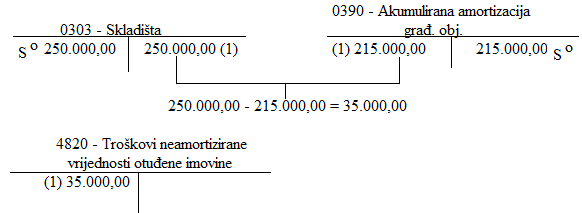 0390 - Akumulirana amortizacija
građ. obj.
0303 - Skladišta
S° 250.000,00 250.000,00 (1)
(1) 215.000,00 215.000,00 S°
250.000,00 - 215.000,00 = 35.000,00
4820 - Troškovi neamortizirane
vrijednosti otuđene imovine
(1) 35.000,00